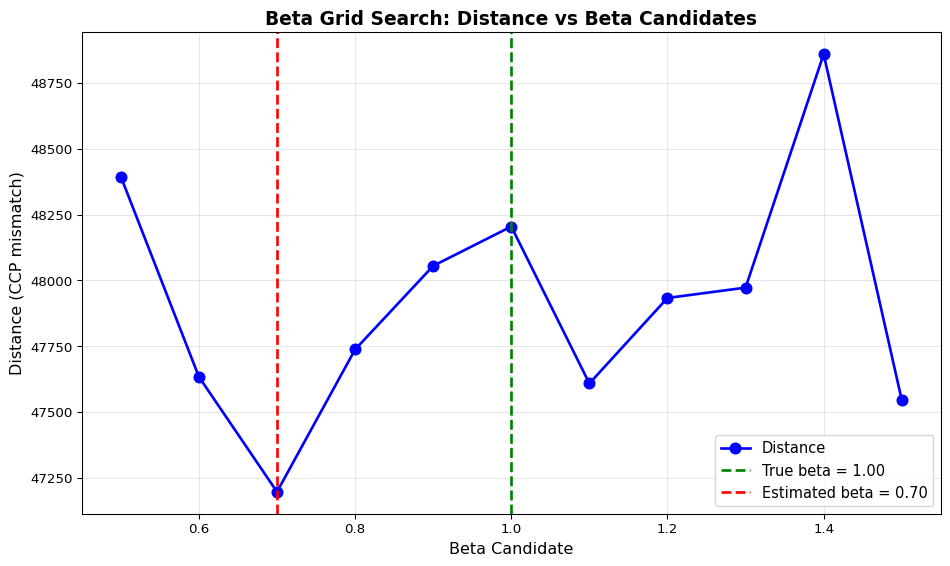 Beta Grid Search: Distance vs Beta Candidates
Distance (CCP mismatch)
48750
48500
48250
48000
47750
47500
47250
0.6
0.8
1.0
1.2
1.4
Beta Candidate
Distance
True beta = 1.00
Estimated beta = 0.70